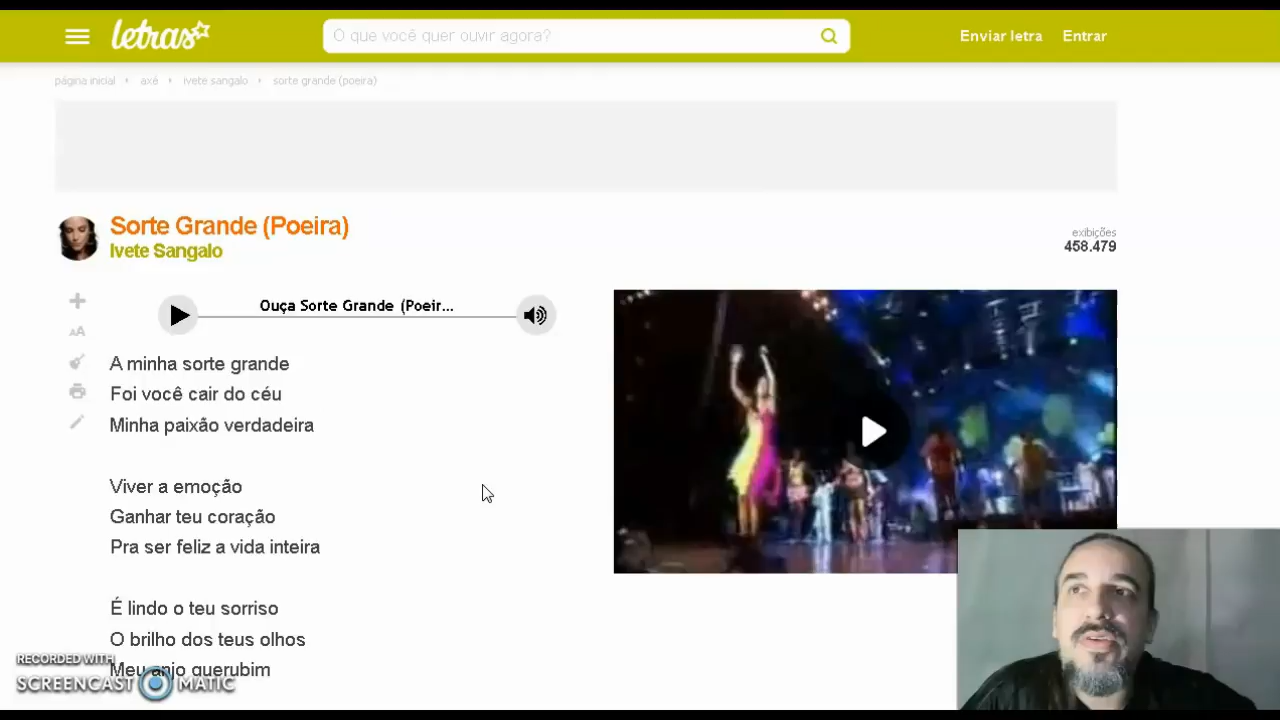 letras
O que você quer ouvir agora?
Enviar letra
Entrar
página inicial
axé
ivete sangalo
sorte grande (poeira)
Sorte Grande (Poeira)
Ivete Sangalo
exibições
458.479
Ouça Sorte Grande (Poeir...
AA
A minha sorte grande
Foi você cair do céu
Minha paixão verdadeira
Viver a emoção
Ganhar teu coração
Pra ser feliz a vida inteira
É lindo o teu sorriso
O brilho dos teus olhos
Meu anjo querubim
RECORDED WITH
SCREENCAST MATIC